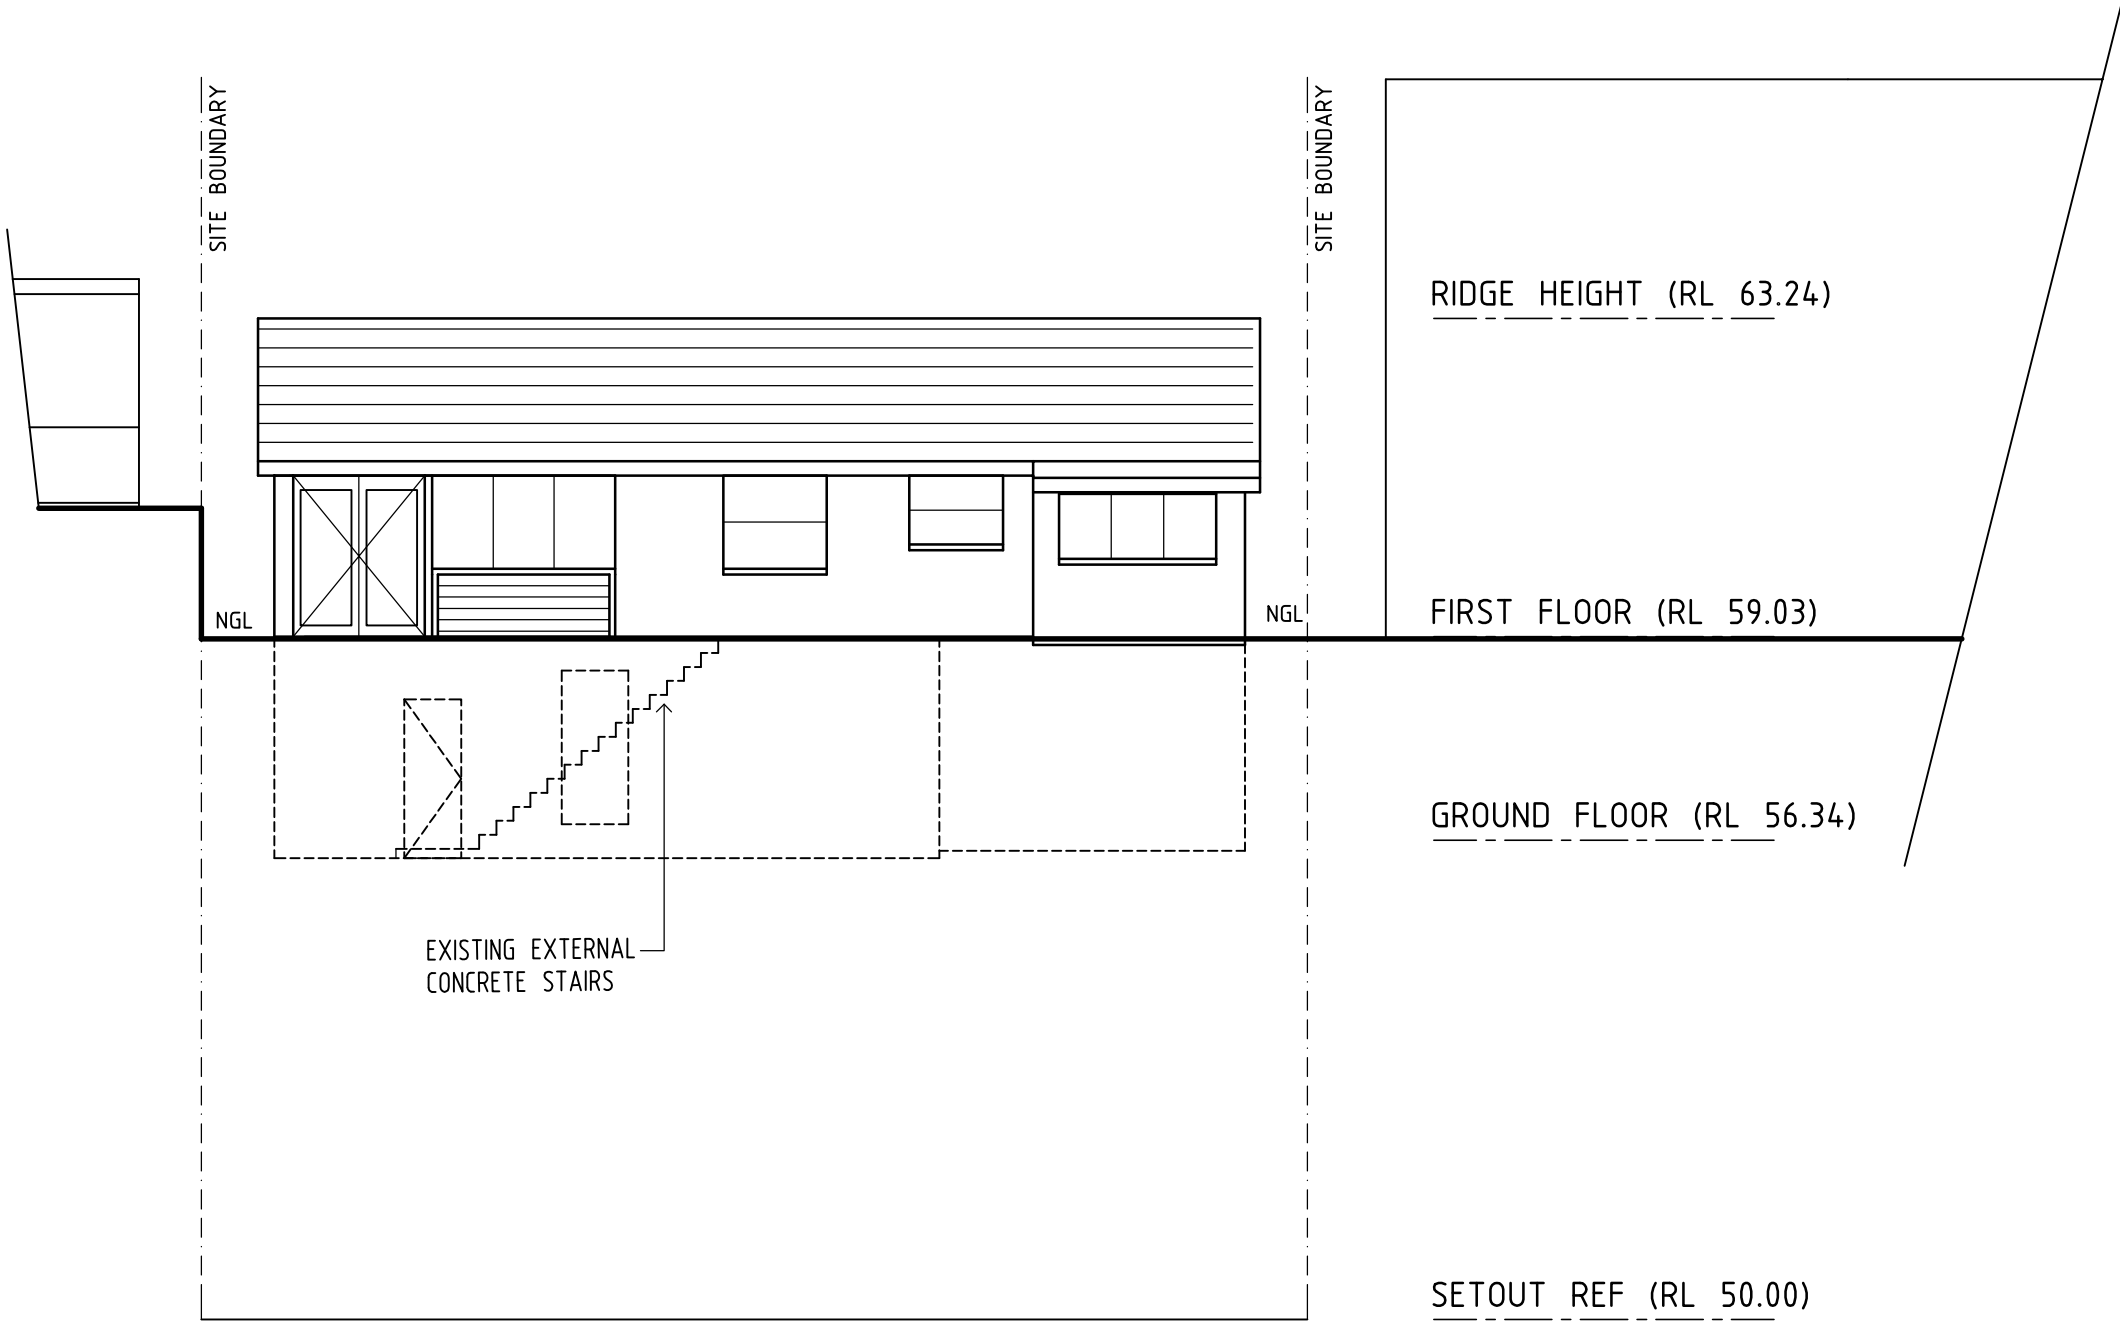 SITE BOUNDARY
SITE BOUNDARY
RIDGE HEIGHT (RL 63.24)
NGL
NGL
FIRST FLOOR (RL 59.03)
GROUND FLOOR (RL 56.34)
EXISTING EXTERNAL
CONCRETE STAIRS
SETOUT REF (RL 50.00)